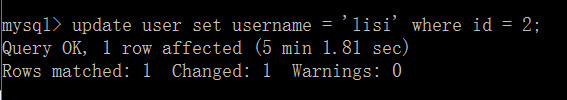 mysql> update user set username = 'lisi' where id = 2;
Query OK, 1 row affected (5 min 1.81 sec)
Rows matched: 1  Changed: 1  Warnings: 0